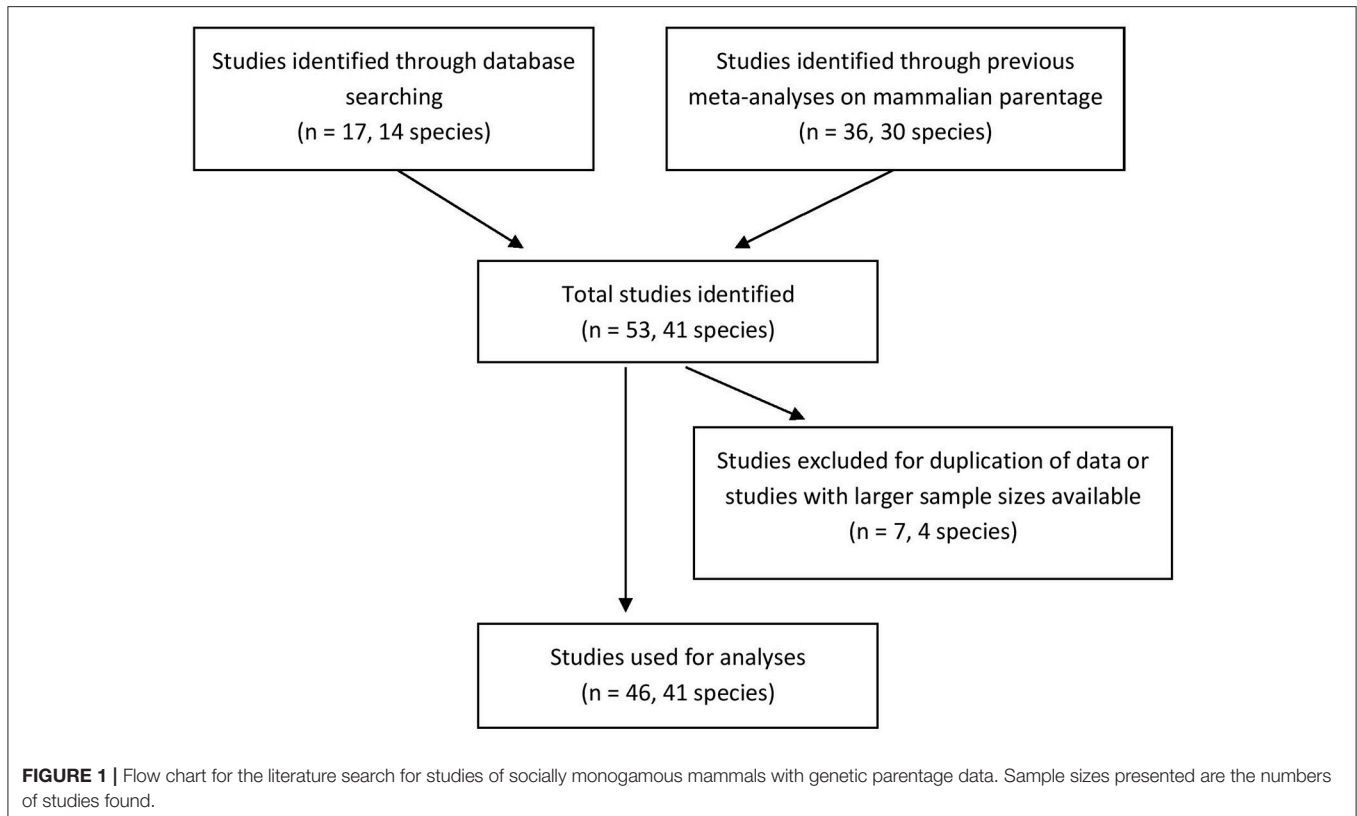 Studies identified through database
searching
(n = 17, 14 species)
Studies identified through previous
meta-analyses on mammalian parentage
(n = 36, 30 species)
Total studies identified
(n = 53, 41 species)
Studies excluded for duplication of data or
studies with larger sample sizes available
(n = 7, 4 species)
Studies used for analyses
(n = 46, 41 species)
FIGURE 1 | Flow chart for the literature search for studies of socially monogamous mammals with genetic parentage data. Sample sizes presented are the numbers
of studies found.